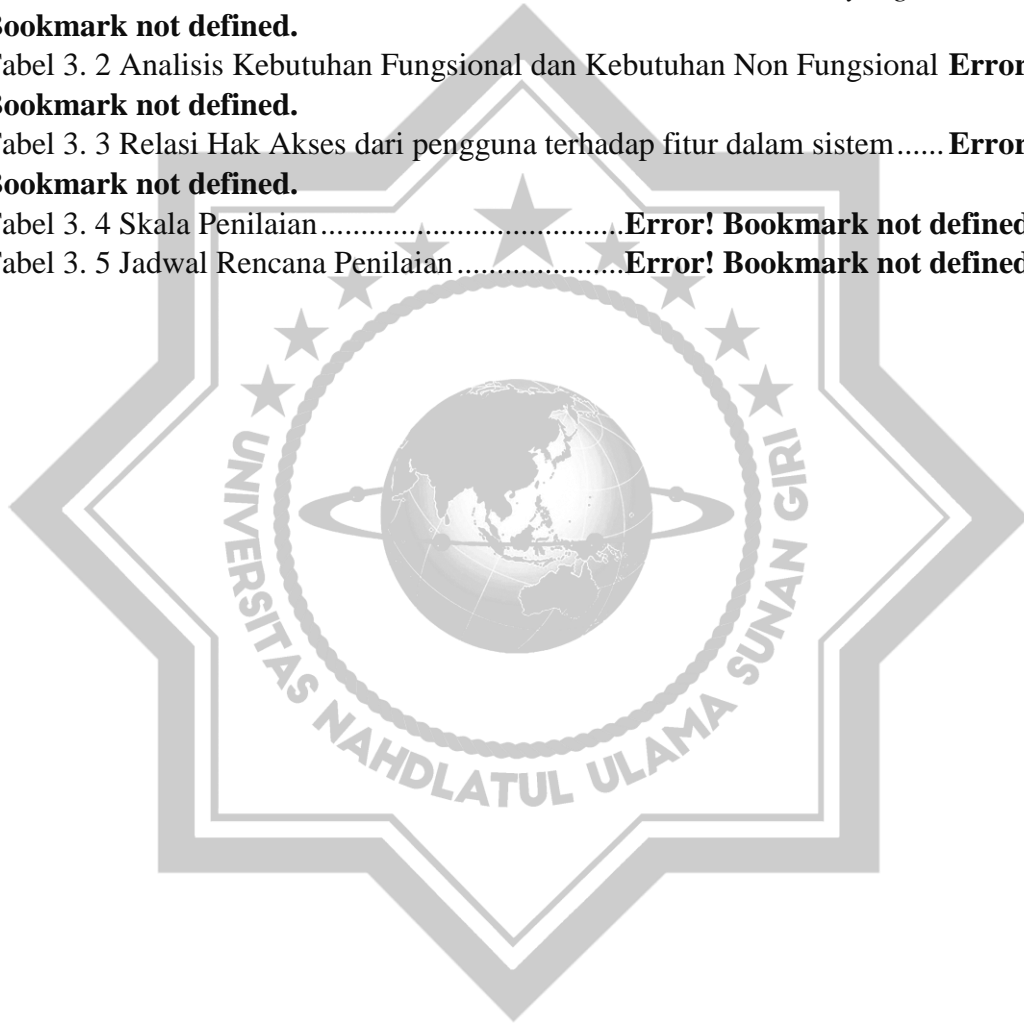 Bookmark not defined.
Tabel 3. 2 Analisis Kebutuhan Fungsional dan Kebutuhan Non Fungsional Error
Bookmark not defined.
Tabel 3. 3 Relasi Hak Akses dari pengguna terhadap fitur dalam sistem...... Error
Bookmark not defined.
Tabel 3. 4 Skala Penilaian....................................Error! Bookmark not defined
Tabel 3. 5 Jadwal Rencana Penilaian....................Error! Bookmark not defined
UNIVERSITAS NAHDLATUL ULAMA SUNAN GIRI